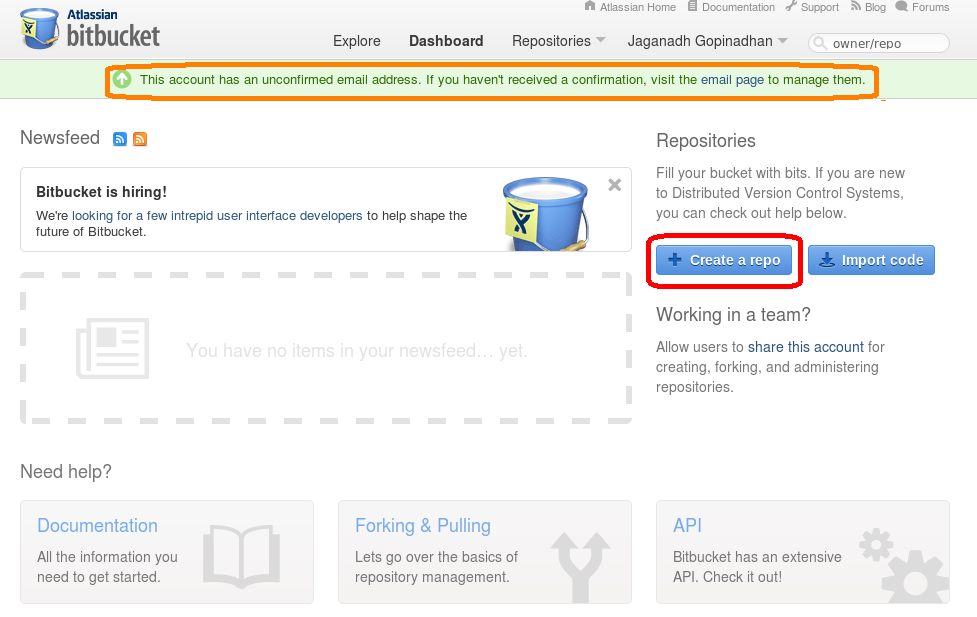 Atlassian Home Documentation Support Blog Forums
Atlassian
bitbucket
Explore Dashboard Repositories Jaganadh Gopinadhan owner/repo
This account has an unconfirmed email address. If you haven't received a confirmation, visit the email page to manage them.
Newsfeed
Bitbucket is hiring!
We're looking for a few intrepid user interface developers to help shape the
future of Bitbucket.
You have no items in your newsfeed… yet.
Repositories
Fill your bucket with bits. If you are new
to Distributed Version Control Systems,
you can check out help below.
Create a repo Import code
Working in a team?
Allow users to share this account for
creating, forking, and administering
repositories.
Need help?
Documentation
All the information you
need to get started.
Forking & Pulling
Lets go over the basics of
repository management.
API
Bitbucket has an extensive
API. Check it out!